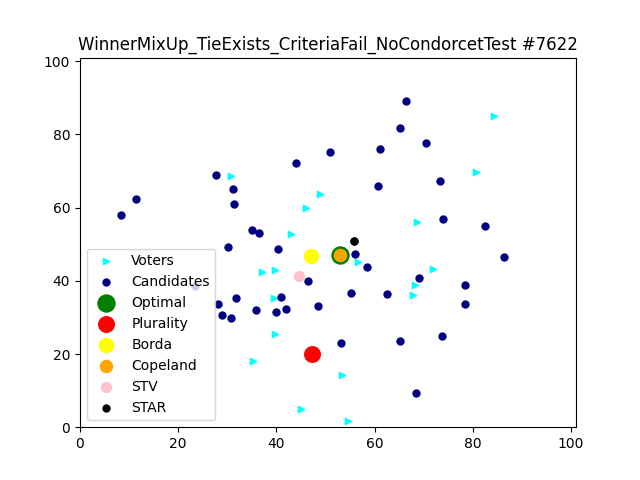 WinnerMixUp_TieExists_CriteriaFail_NoCondorcetTest #7622
100
80
60
40
20
0
Voters
Candidates
Optimal
Plurality
Borda
Copeland
STV
STAR
0 20 40 60 80 100